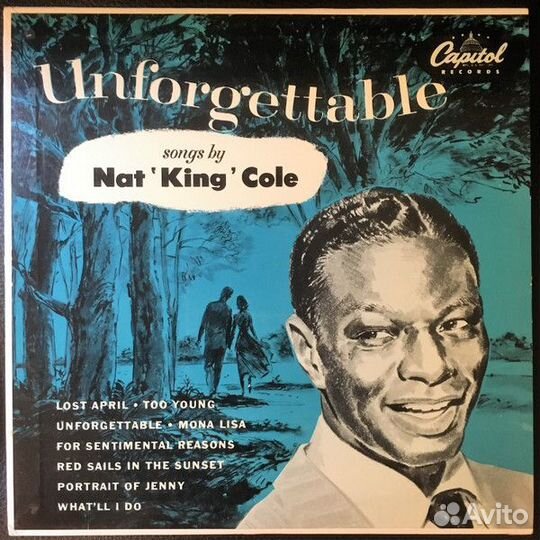 Unforgettable
Capitol
RECORDS
songs by
Nat 'King' Cole
LOST APRIL • TOO YOUNG
UNFORGETTABLE • MONA LISA
FOR SENTIMENTAL REASONS
RED SAILS IN THE SUNSET
PORTRAIT OF JENNY
WHAT'LL I DO
Avito